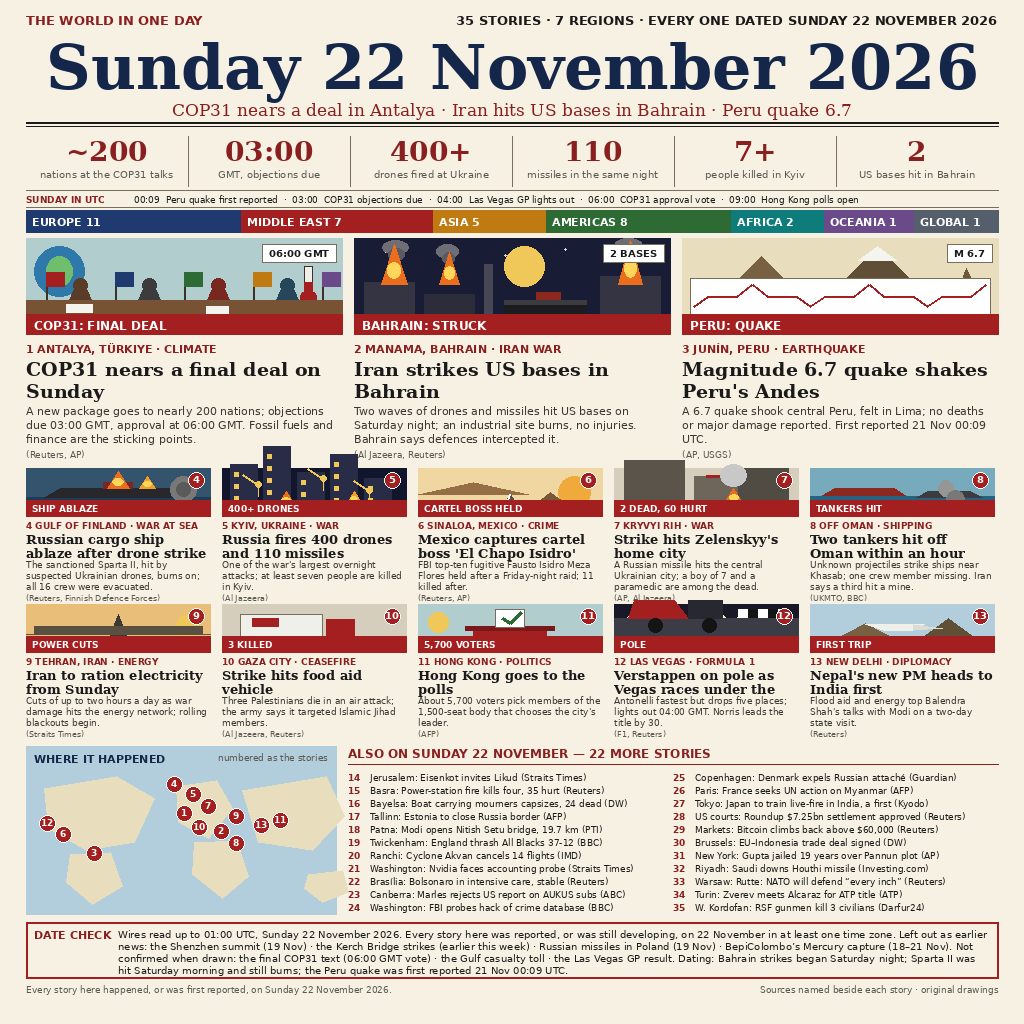 THE WORLD IN ONE DAY
35 STORIES · 7 REGIONS · EVERY ONE DATED SUNDAY 22 NOVEMBER 2026
Sunday 22 November 2026
COP31 nears a deal in Antalya · Iran hits US bases in Bahrain · Peru quake 6.7
~200
nations at the COP31 talks
03:00
GMT, objections due
400+
drones fired at Ukraine
110
missiles in the same night
7+
people killed in Kyiv
2
US bases hit in Bahrain
SUNDAY IN UTC
00:09 Peru quake first reported · 03:00 COP31 objections due · 04:00 Las Vegas GP lights out · 06:00 COP31 approval vote · 09:00 Hong Kong polls open
EUROPE 11
MIDDLE EAST 7
ASIA 5
AMERICAS 8
AFRICA 2
OCEANIA 1
GLOBAL 1
06:00 GMT
COP31: FINAL DEAL
1 ANTALYA, TÜRKIYE · CLIMATE
COP31 nears a final deal on
Sunday
A new package goes to nearly 200 nations; objections
due 03:00 GMT, approval at 06:00 GMT. Fossil fuels and
finance are the sticking points.
(Reuters, AP)
2 BASES
BAHRAIN: STRUCK
2 MANAMA, BAHRAIN · IRAN WAR
Iran strikes US bases in
Bahrain
Two waves of drones and missiles hit US bases on
Saturday night; an industrial site burns, no injuries.
Bahrain says defences intercepted it.
(Al Jazeera, Reuters)
M 6.7
PERU: QUAKE
3 JUNÍN, PERU · EARTHQUAKE
Magnitude 6.7 quake shakes
Peru's Andes
A 6.7 quake shook central Peru, felt in Lima; no deaths
or major damage reported. First reported 21 Nov 00:09
UTC.
(AP, USGS)
4
SHIP ABLAZE
4 GULF OF FINLAND · WAR AT SEA
Russian cargo ship
ablaze after drone strike
The sanctioned Sparta II, hit by
suspected Ukrainian drones, burns on;
all 16 crew were evacuated.
(Reuters, Finnish Defence Forces)
5
400+ DRONES
5 KYIV, UKRAINE · WAR
Russia fires 400 drones
and 110 missiles
One of the war's largest overnight
attacks; at least seven people are killed
in Kyiv.
(Al Jazeera)
6
CARTEL BOSS HELD
6 SINALOA, MEXICO · CRIME
Mexico captures cartel
boss 'El Chapo Isidro'
FBI top-ten fugitive Fausto Isidro Meza
Flores held after a Friday-night raid; 11
killed after.
(Reuters, AP)
7
2 DEAD, 60 HURT
7 KRYVYI RIH · WAR
Strike hits Zelenskyy's
home city
A Russian missile hits the central
Ukrainian city; a boy of 7 and a
paramedic are among the dead.
(AP, Al Jazeera)
8
TANKERS HIT
8 OFF OMAN · SHIPPING
Two tankers hit off
Oman within an hour
Unknown projectiles strike ships near
Khasab; one crew member missing. Iran
says a third hit a mine.
(UKMTO, BBC)
9
POWER CUTS
9 TEHRAN, IRAN · ENERGY
Iran to ration electricity
from Sunday
Cuts of up to two hours a day as war
damage hits the energy network; rolling
blackouts begin.
(Straits Times)
10
3 KILLED
10 GAZA CITY · CEASEFIRE
Strike hits food aid
vehicle
Three Palestinians die in an air attack;
the army says it targeted Islamic Jihad
members.
(Al Jazeera, Reuters)
11
5,700 VOTERS
11 HONG KONG · POLITICS
Hong Kong goes to the
polls
About 5,700 voters pick members of the
1,500-seat body that chooses the city's
leader.
(AFP)
12
POLE
12 LAS VEGAS · FORMULA 1
Verstappen on pole as
Vegas races under the
Antonelli fastest but drops five places;
lights out 04:00 GMT. Norris leads the
title by 30.
(F1, Reuters)
13
FIRST TRIP
13 NEW DELHI · DIPLOMACY
Nepal's new PM heads to
India first
Flood aid and energy top Balendra
Shah's talks with Modi on a two-day
state visit.
(Reuters)
WHERE IT HAPPENED
numbered as the stories
4
5
7
1
9
12
6
10
2
13
11
8
3
ALSO ON SUNDAY 22 NOVEMBER — 22 MORE STORIES
14 Jerusalem: Eisenkot invites Likud (Straits Times)
15 Basra: Power-station fire kills four, 35 hurt (Reuters)
16 Bayelsa: Boat carrying mourners capsizes, 24 dead (DW)
17 Tallinn: Estonia to close Russia border (AFP)
18 Patna: Modi opens Nitish Setu bridge, 19.7 km (PTI)
19 Twickenham: England thrash All Blacks 37-12 (BBC)
20 Ranchi: Cyclone Akvan cancels 14 flights (IMD)
21 Washington: Nvidia faces accounting probe (Straits Times)
22 Brasília: Bolsonaro in intensive care, stable (Reuters)
23 Canberra: Marles rejects US report on AUKUS subs (ABC)
24 Washington: FBI probes hack of crime database (BBC)
25 Copenhagen: Denmark expels Russian attaché (Guardian)
26 Paris: France seeks UN action on Myanmar (AFP)
27 Tokyo: Japan to train live-fire in India, a first (Kyodo)
28 US courts: Roundup $7.25bn settlement approved (Reuters)
29 Markets: Bitcoin climbs back above $60,000 (Reuters)
30 Brussels: EU–Indonesia trade deal signed (DW)
31 New York: Gupta jailed 19 years over Pannun plot (AP)
32 Riyadh: Saudi downs Houthi missile (Investing.com)
33 Warsaw: Rutte: NATO will defend “every inch” (Reuters)
34 Turin: Zverev meets Alcaraz for ATP title (ATP)
35 W. Kordofan: RSF gunmen kill 3 civilians (Darfur24)
DATE CHECK
Wires read up to 01:00 UTC, Sunday 22 November 2026. Every story here was reported, or was still developing, on 22 November in at least one time zone. Left out as earlier
news: the Shenzhen summit (19 Nov) · the Kerch Bridge strikes (earlier this week) · Russian missiles in Poland (19 Nov) · BepiColombo’s Mercury capture (18–21 Nov). Not
confirmed when drawn: the final COP31 text (06:00 GMT vote) · the Gulf casualty toll · the Las Vegas GP result. Dating: Bahrain strikes began Saturday night; Sparta II was
hit Saturday morning and still burns; the Peru quake was first reported 21 Nov 00:09 UTC.
Every story here happened, or was first reported, on Sunday 22 November 2026.
Sources named beside each story · original drawings